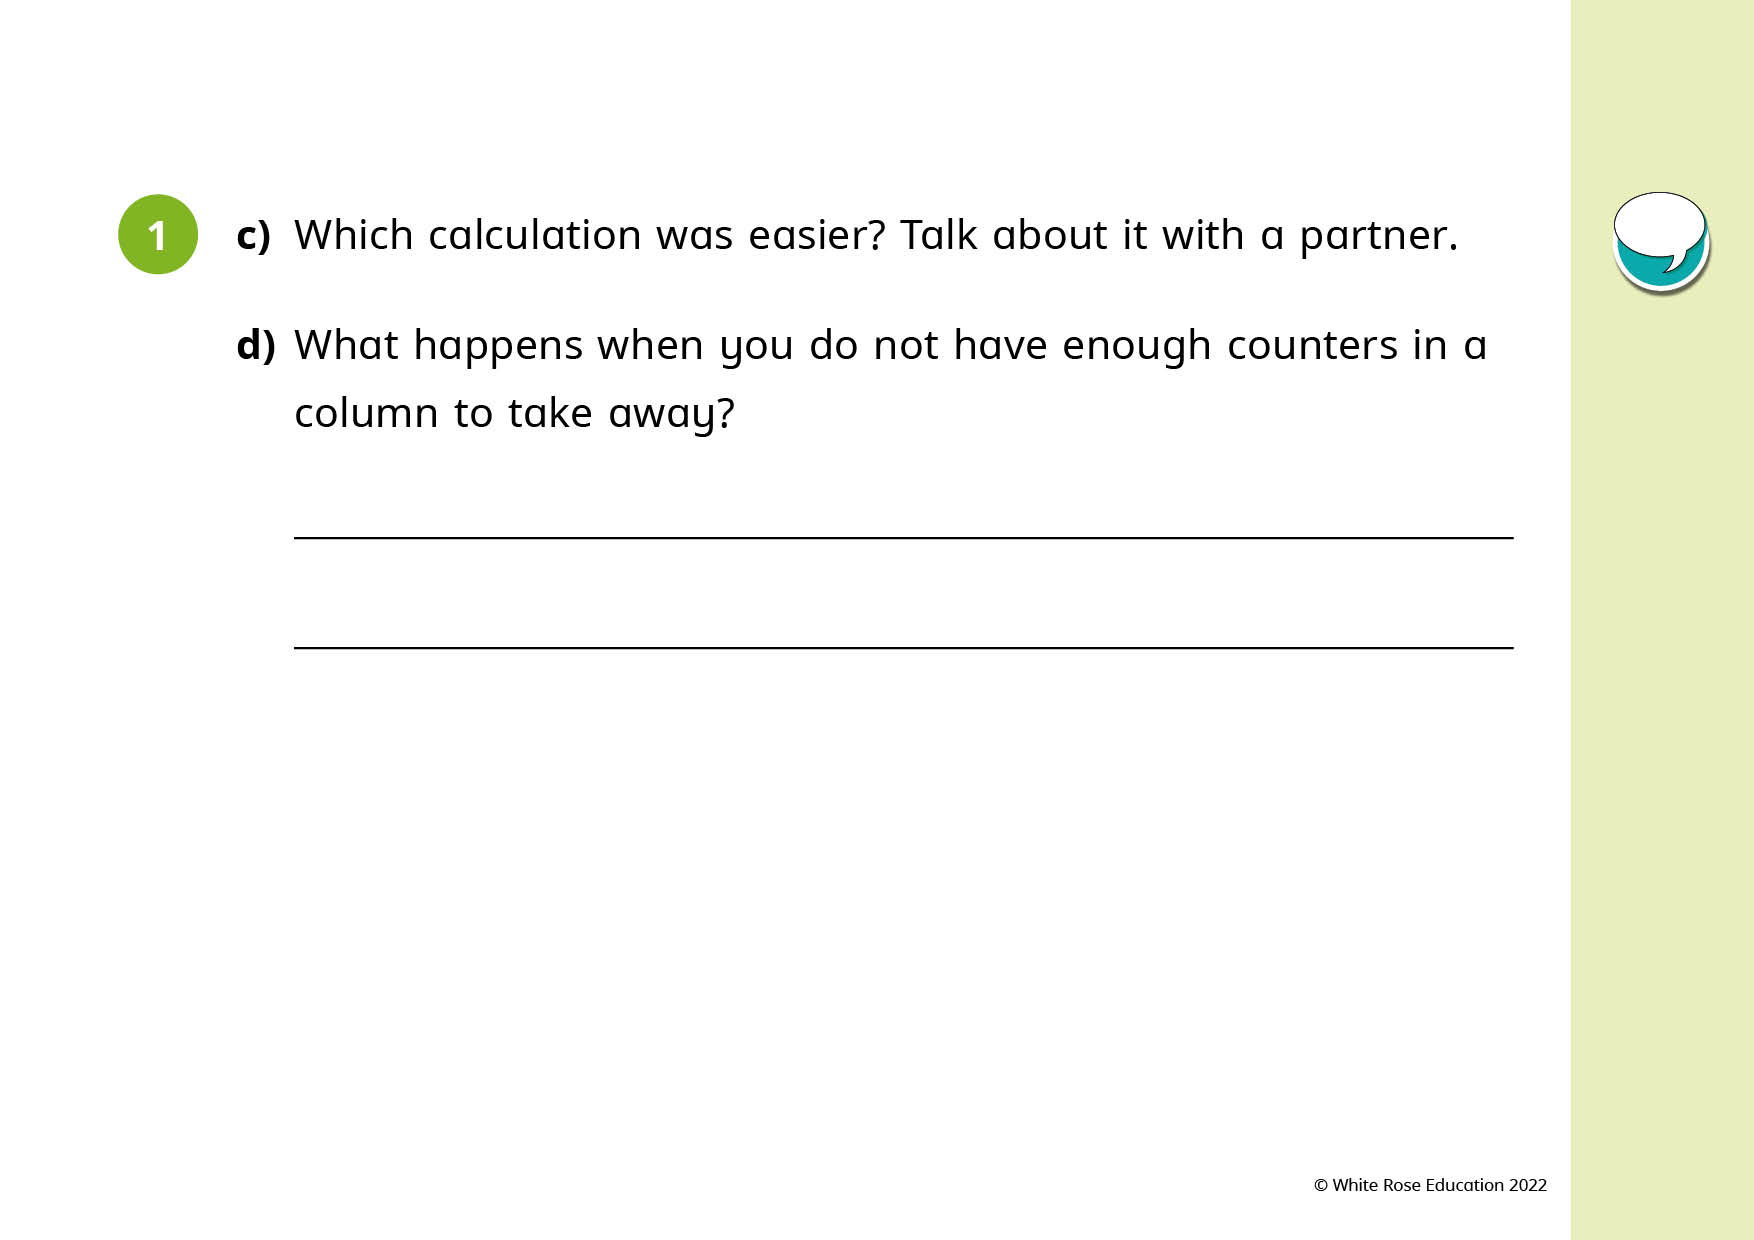 1 c) Which calculation was easier? Talk about it with a partner.
d) What happens when you do not have enough counters in a
column to take away?
© White Rose Education 2022